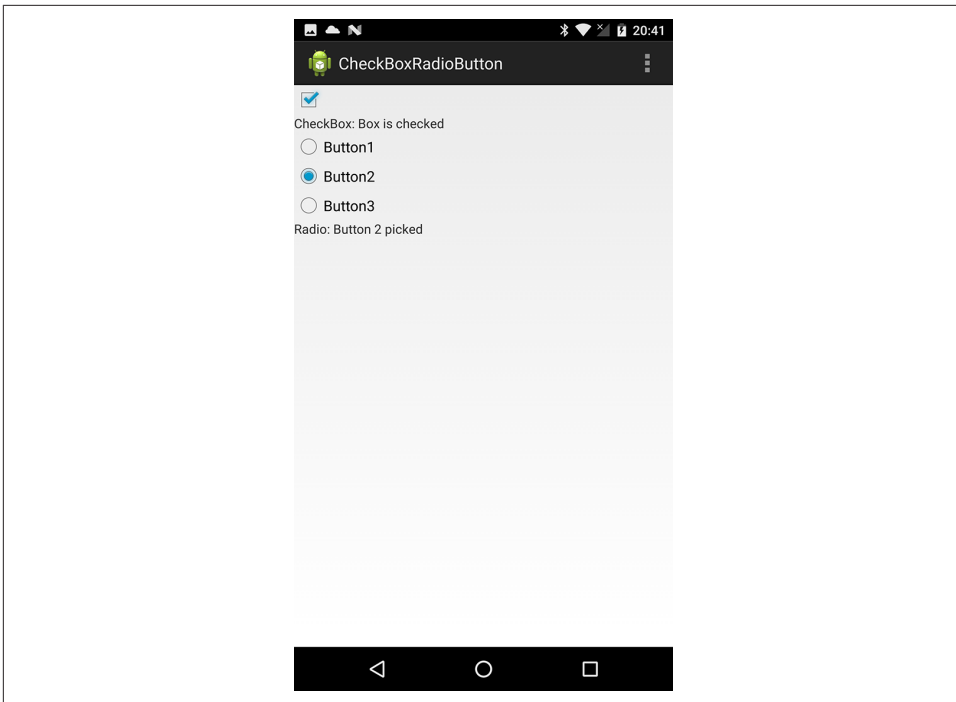 20:41
CheckBoxRadioButton
CheckBox: Box is checked
Button1
Button2
Button3
Radio: Button 2 picked